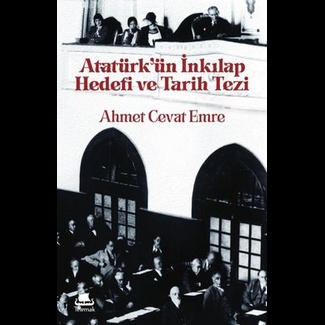 Atatürk'ün İnkılap
Hedefi ve Tarih Tezi
Ahmet Cevat Emre